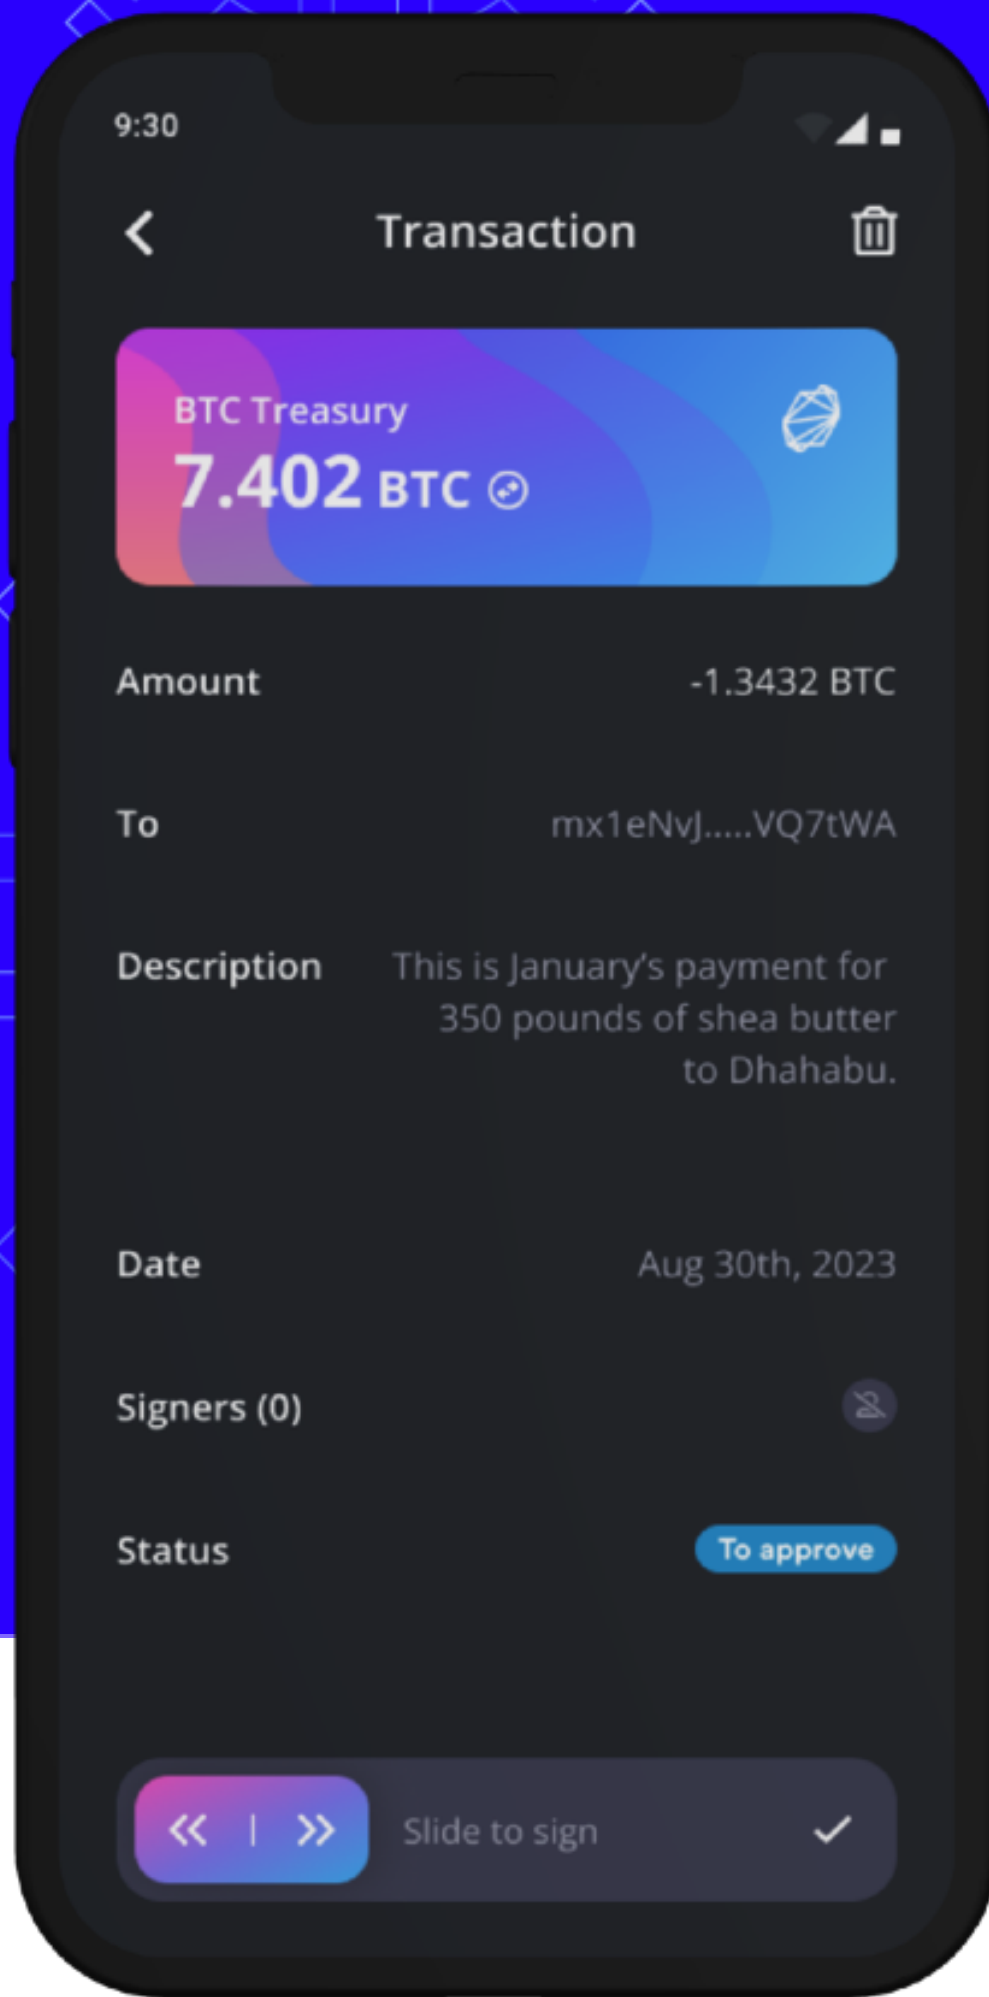 9:30
Transaction
BTC Treasury
7.402 BTC
Amount
-1.3432 BTC
To
mx1eNvJ.....VQ7tWA
Description
This is January’s payment for
350 pounds of shea butter
to Dhahabu.
Date
Aug 30th, 2023
Signers (0)
Status
To approve
Slide to sign